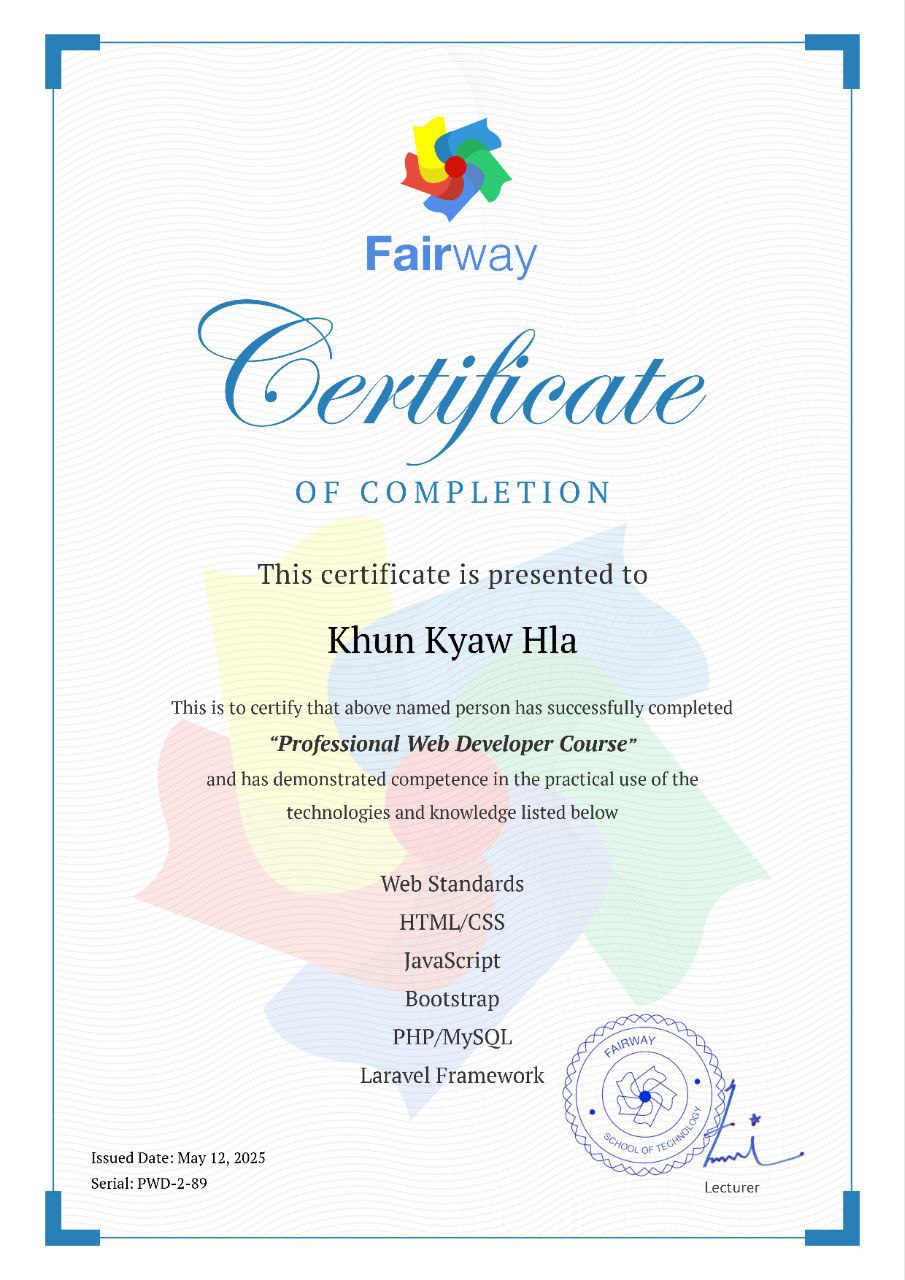 Fairway
Certificate
OF COMPLETION
This certificate is presented to
Khun Kyaw Hla
This is to certify that above named person has successfully completed
“Professional Web Developer Course”
and has demonstrated competence in the practical use of the
technologies and knowledge listed below
Web Standards
HTML/CSS
JavaScript
Bootstrap
PHP/MySQL
Laravel Framework
FAIRWAY
SCHOOL OF TECHNOLOGY
Issued Date: May 12, 2025
Serial: PWD-2-89
Lecturer